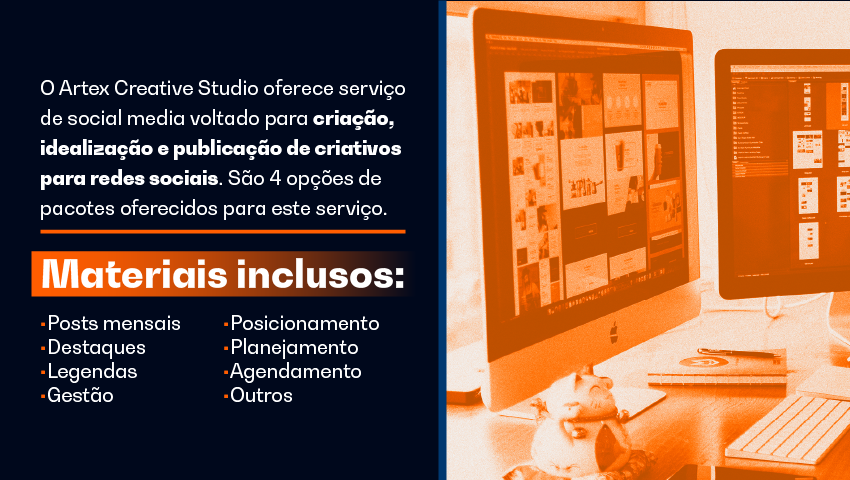 O Artex Creative Studio oferece serviço
de social media voltado para criação,
idealização e publicação de criativos
para redes sociais. São 4 opções de
pacotes oferecidos para este serviço.
Materiais inclusos:
▪Posts mensais
▪Destaques
▪Legendas
▪Gestão
▪Posicionamento
▪Planejamento
▪Agendamento
▪Outros